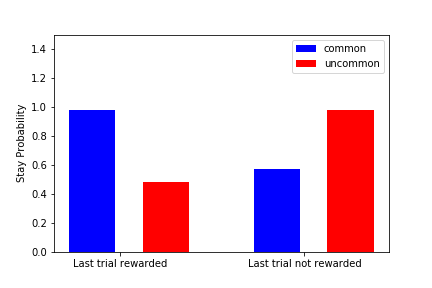 1.4
1.2
1.0
0.8
0.6
0.4
0.2
0.0
Stay Probability
common
uncommon
Last trial rewarded
Last trial not rewarded